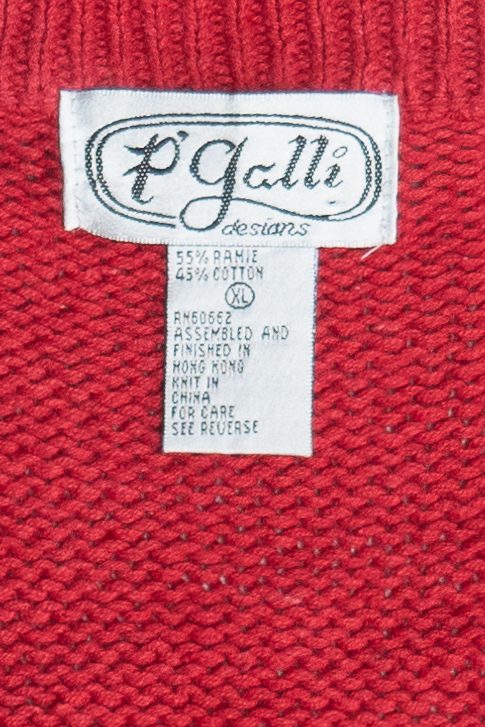 P'galli
designs
55% RAMIE
45% COTTON
XL
RN60662
ASSEMBLED AND
FINISHED IN
HONG KONG
KNIT IN
CHINA
FOR CARE
SEE REVERSE